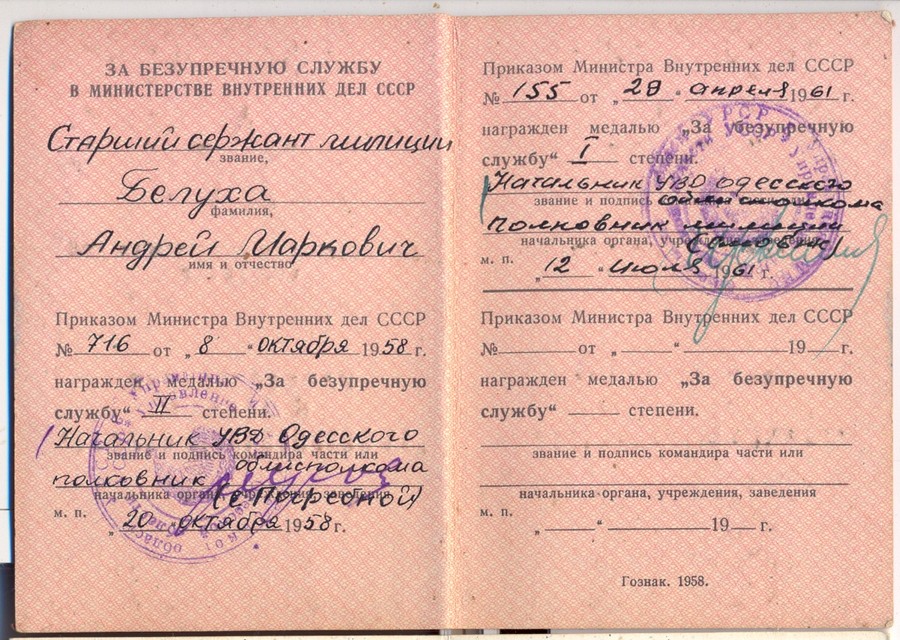 ЗА БЕЗУПРЕЧНУЮ СЛУЖБУ
В МИНИСТЕРСТВЕ ВНУТРЕННИХ ДЕЛ СССР
Старший сержант милиции
звание,
Белуха
фамилия,
Андрей Маркович
имя и отчество
Приказом Министра Внутренних дел СССР
№ 716 от „ 8 “ октября 1958 г.
награжден медалью „За безупречную
службу“ II степени.
Начальник УВД Одесского
звание и подпись командира части или
облисполкома
полковник
начальника органа, учреждения, заведения
м. п.
„ 20 “ октября 1958 г.
Приказом Министра Внутренних дел СССР
№ 155 от „ 29 “ апреля 1961 г.
награжден медалью „За безупречную
службу“ I степени.
Начальник УВД Одесского
звание и подпись
облисполкома
полковник милиции
начальника органа, учреждения, заведения
м. п.
„ 12 “ июля 1961 г.
Приказом Министра Внутренних дел СССР
№ от „ “ 19 г.
награжден медалью „За безупречную
службу“ степени.
звание и подпись командира части или
начальника органа, учреждения, заведения
м. п.
„ “ 19 г.
Гознак. 1958.